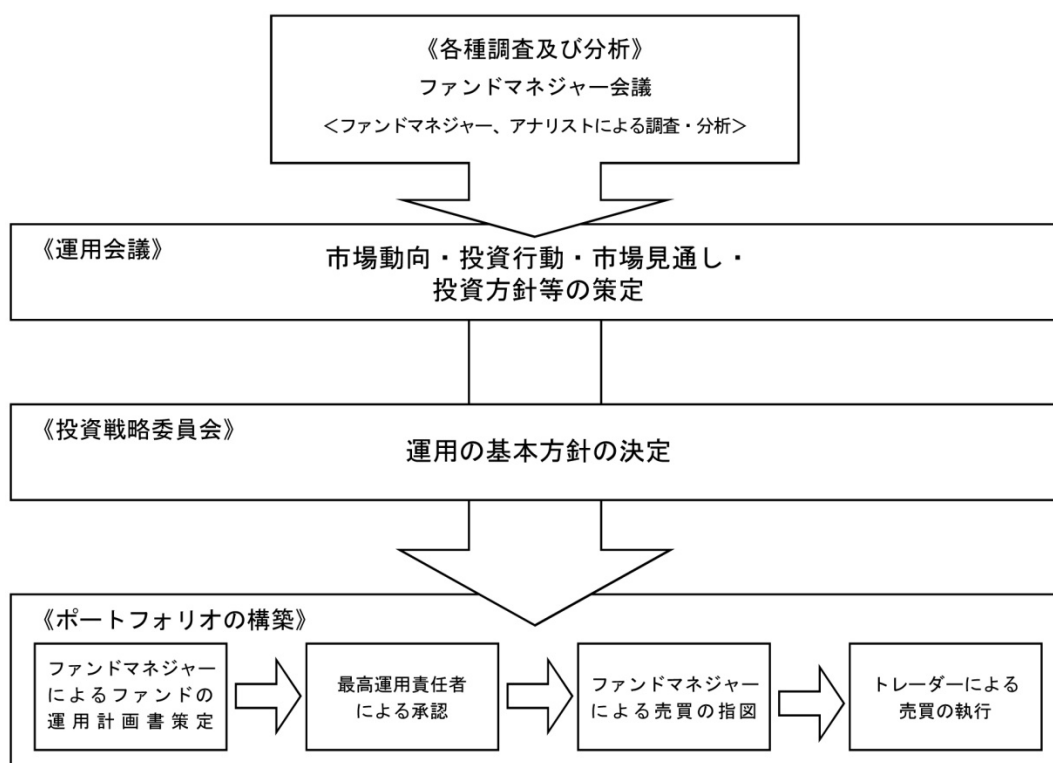 《各種調査及び分析》
ファンドマネジャー会議
＜ファンドマネジャー、アナリストによる調査・分析＞
《運用会議》
市場動向・投資行動・市場見通し・
投資方針等の策定
《投資戦略委員会》
運用の基本方針の決定
《ポートフォリオの構築》
ファンドマネジャー
によるファンドの
運用計画書策定
最高運用責任者
による承認
ファンドマネジャー
による売買の指図
トレーダーによる
売買の執行